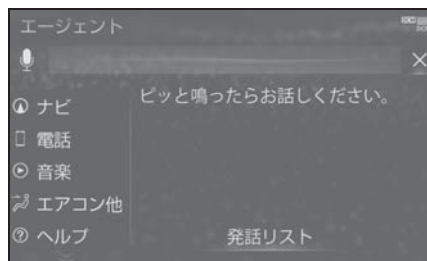 エージェント
ピッと鳴ったらお話しください。
ナビ
電話
音楽
エアコン他
ヘルプ
発話リスト